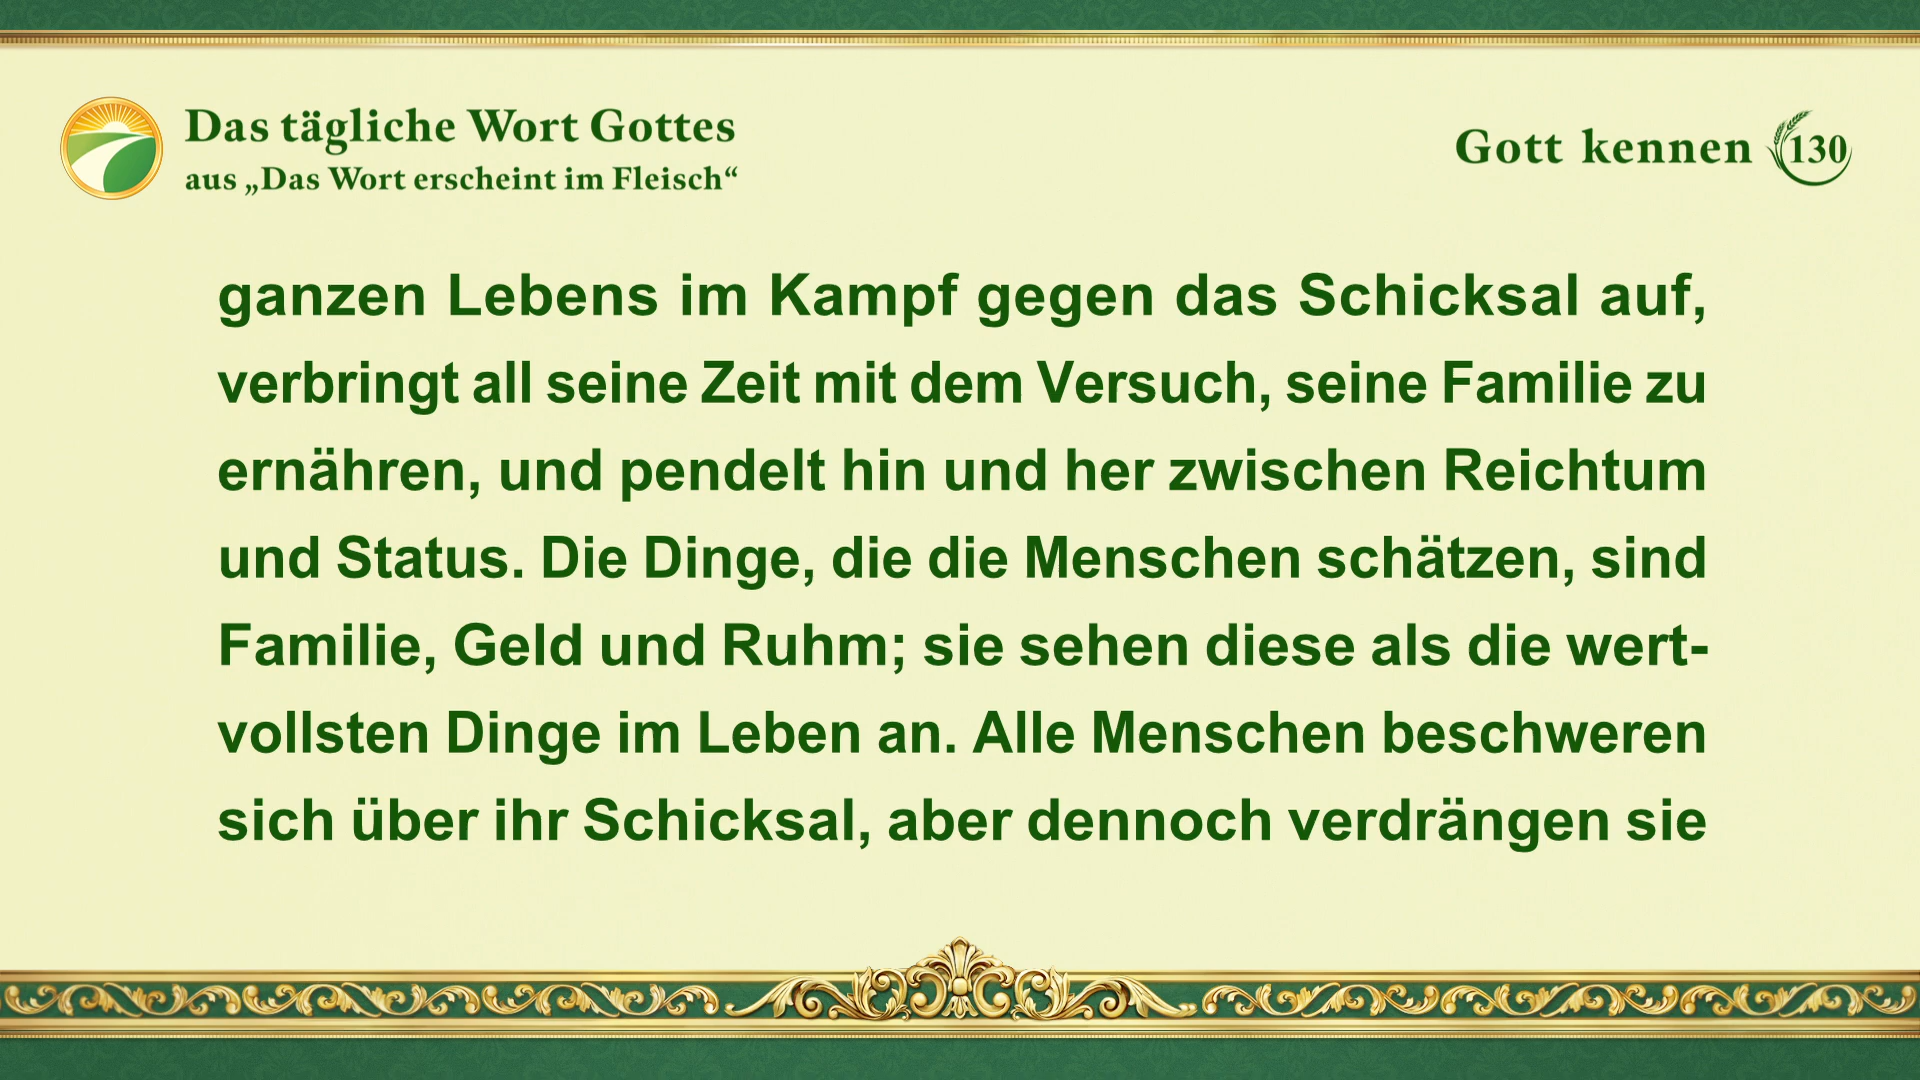 Das tägliche Wort Gottes
aus „Das Wort erscheint im Fleisch“
Gott kennen 130
ganzen Lebens im Kampf gegen das Schicksal auf,
verbringt all seine Zeit mit dem Versuch, seine Familie zu
ernähren, und pendelt hin und her zwischen Reichtum
und Status. Die Dinge, die die Menschen schätzen, sind
Familie, Geld und Ruhm; sie sehen diese als die wert-
vollsten Dinge im Leben an. Alle Menschen beschweren
sich über ihr Schicksal, aber dennoch verdrängen sie